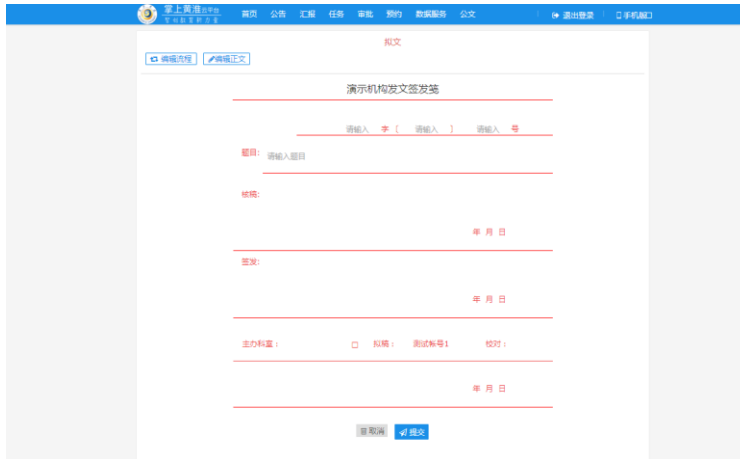 掌上黄淮云平台 首页 公告 汇报 任务 审批 预约 数据服务 公文 退出登录 手机端口
拟文
编辑流程 编辑正文
演示机构发文签发笺
请输入 字 [ 请输入 ] 请输入 号
题目: 请输入题目
核稿:
年 月 日
签发:
年 月 日
主办科室: 拟稿: 测试帐号1 校对:
年 月 日
取消 提交